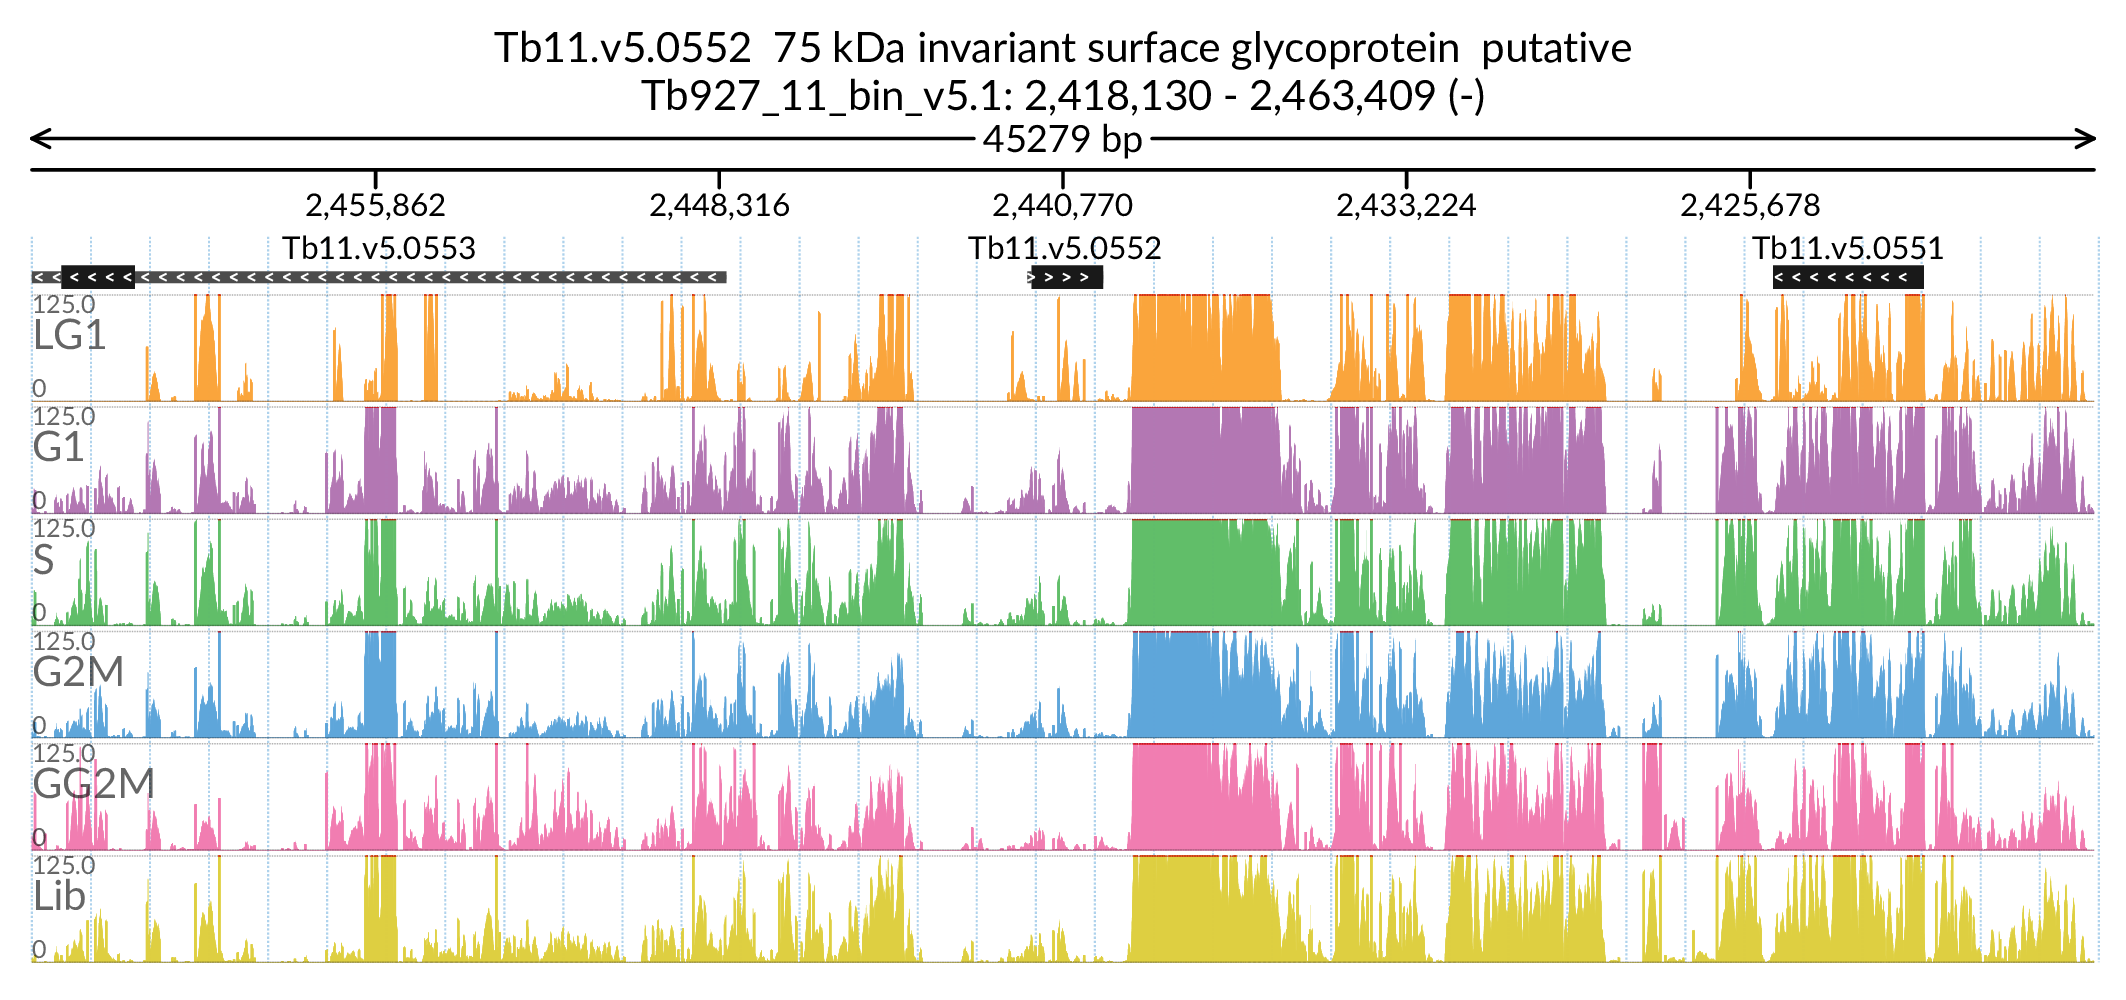 Tb11.v5.0552  75 kDa invariant surface glycoprotein  putative
Tb927_11_bin_v5.1: 2,418,130 - 2,463,409 (-)
45279 bp
2,455,862 2,448,316 2,440,770 2,433,224 2,425,678
Tb11.v5.0553 Tb11.v5.0552 Tb11.v5.0551
125.0
LG1
0
125.0
G1
0
125.0
S
0
125.0
G2M
0
125.0
GG2M
0
125.0
Lib
0